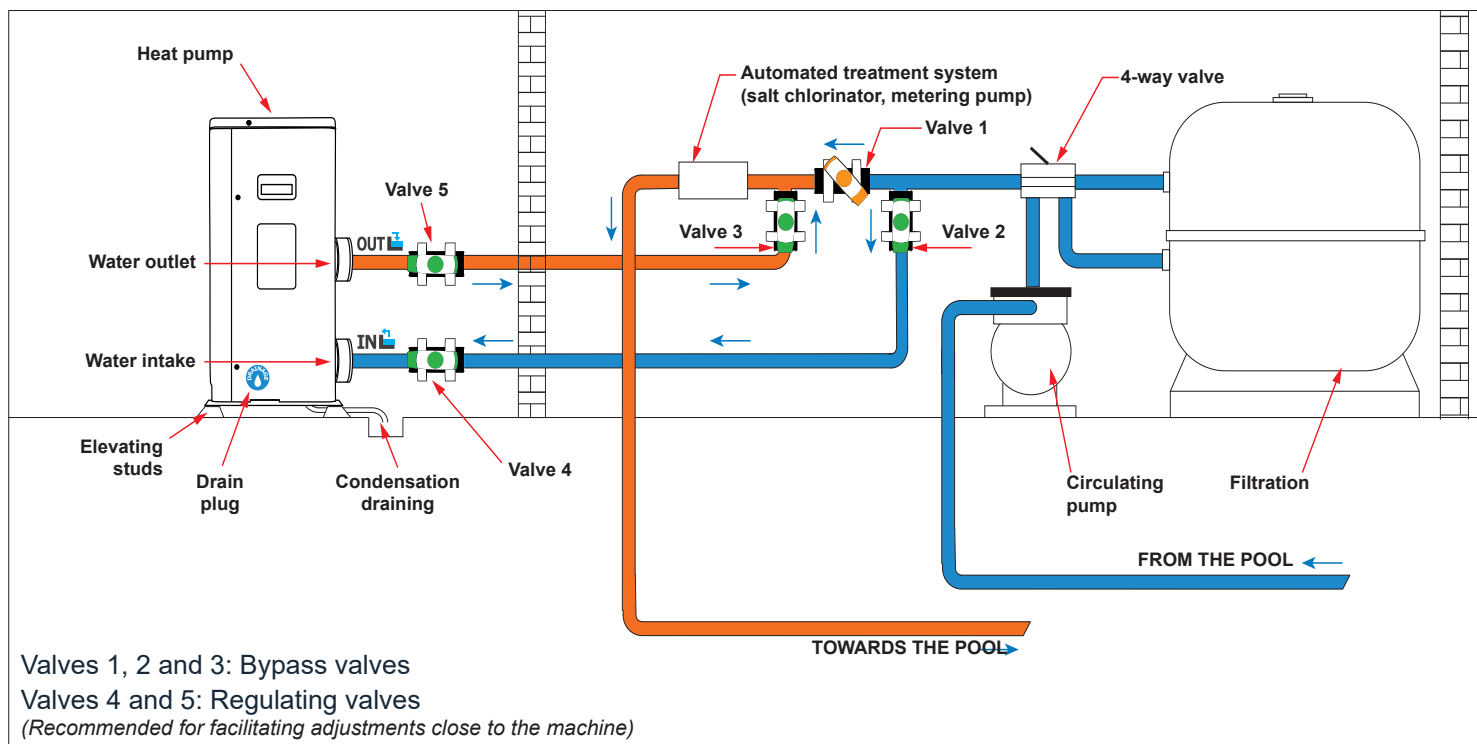 Heat pump
Automated treatment system
(salt chlorinator, metering pump)
4-way valve
Valve 1
Valve 5
Valve 3
Valve 2
OUT
Water outlet
IN
Water intake
Elevating
studs
Drain
plug
Condensation
draining
Valve 4
Circulating
pump
Filtration
FROM THE POOL
TOWARDS THE POOL
Valves 1, 2 and 3: Bypass valves
Valves 4 and 5: Regulating valves
(Recommended for facilitating adjustments close to the machine)